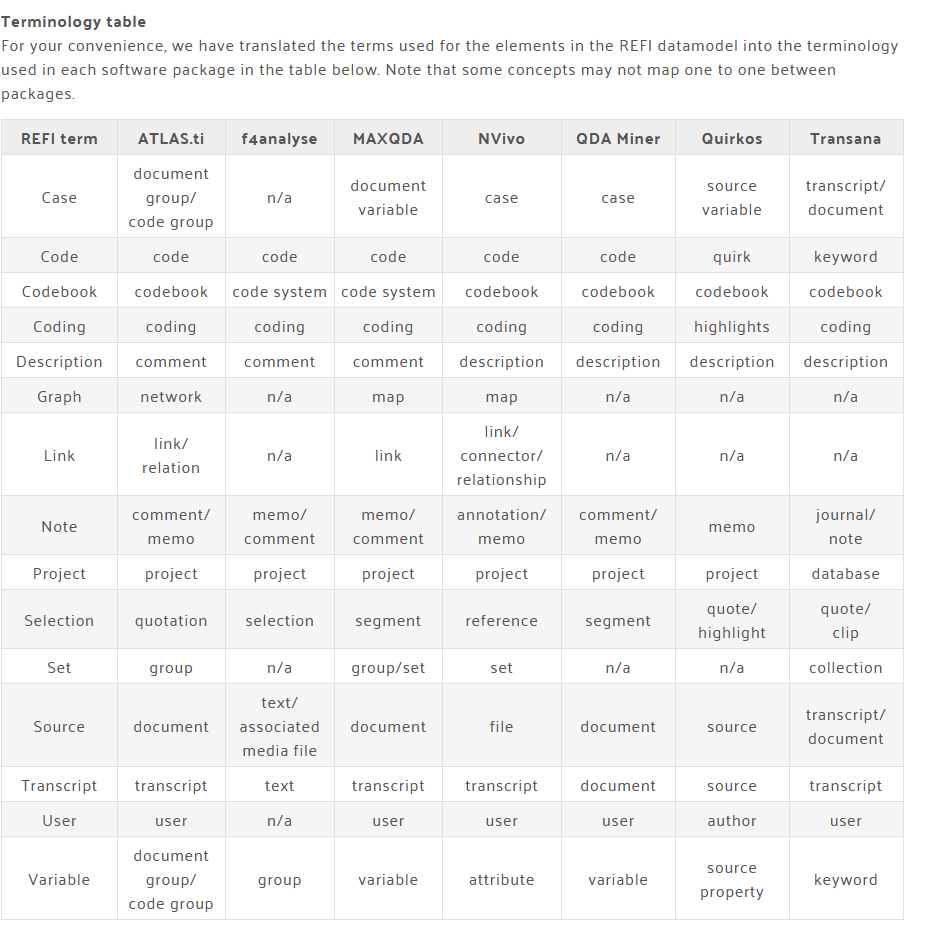 Terminology table
For your convenience, we have translated the terms used for the elements in the REFI datamodel into the terminology
used in each software package in the table below. Note that some concepts may not map one to one between
packages.
REFI term ATLAS.ti f4analyse MAXQDA NVivo QDA Miner Quirkos Transana
Case document group/ code group n/a document variable case case source variable transcript/ document
Code code code code code code quirk keyword
Codebook codebook code system code system codebook codebook codebook codebook
Coding coding coding coding coding coding highlights coding
Description comment comment comment description description description description
Graph network n/a map map n/a n/a n/a
Link link/ relation n/a link link/ connector/ relationship n/a n/a n/a
Note comment/ memo memo/ comment memo/ comment annotation/ memo comment/ memo memo journal/ note
Project project project project project project project database
Selection quotation selection segment reference segment quote/ highlight quote/ clip
Set group n/a group/set set n/a n/a collection
Source document text/ associated media file document file document source transcript/ document
Transcript transcript text transcript transcript document source transcript
User user n/a user user user author user
Variable document group/ code group group variable attribute variable source property keyword